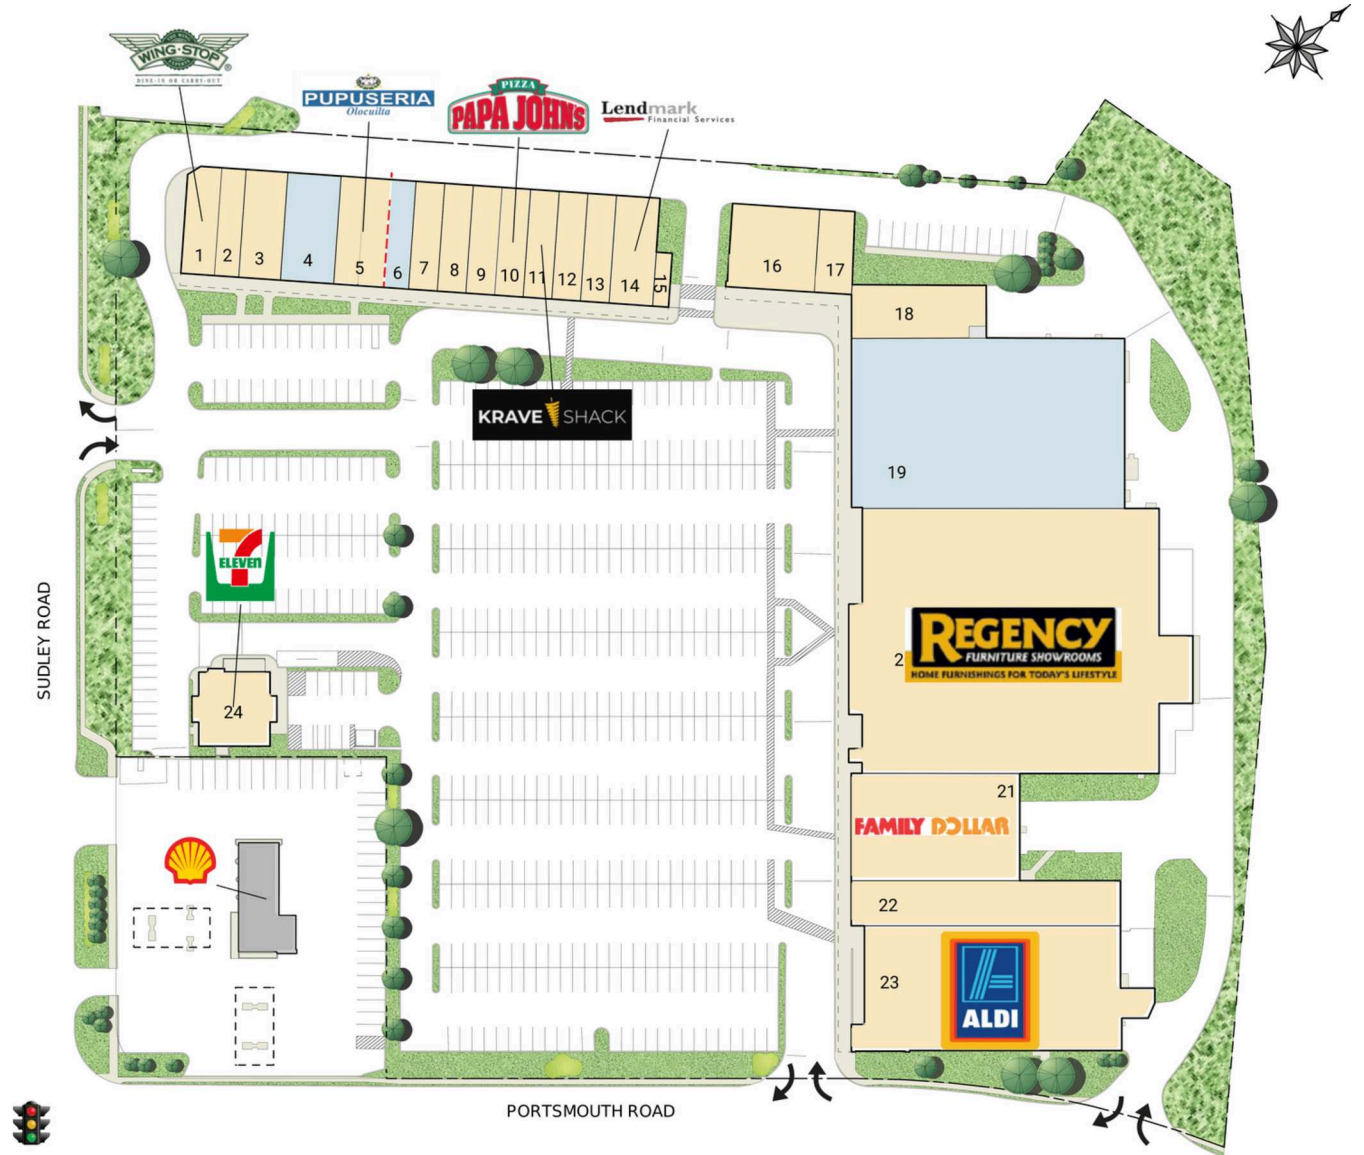 WING·STOP®
DINE-IN OR CARRY-OUT
PUPUSERIA
Olocuilta
PIZZA
PAPA JOHNS
Lendmark
Financial Services
1
2
3
4
5
6
7
8
9
10
11
12
13
14
15
16
17
18
KRAVE SHACK
19
7
ELEVEN
REGENCY
FURNITURE SHOWROOMS
HOME FURNISHINGS FOR TODAY'S LIFESTYLE
2
SUDLEY ROAD
24
21
FAMILY DOLLAR
22
23
ALDI
PORTSMOUTH ROAD